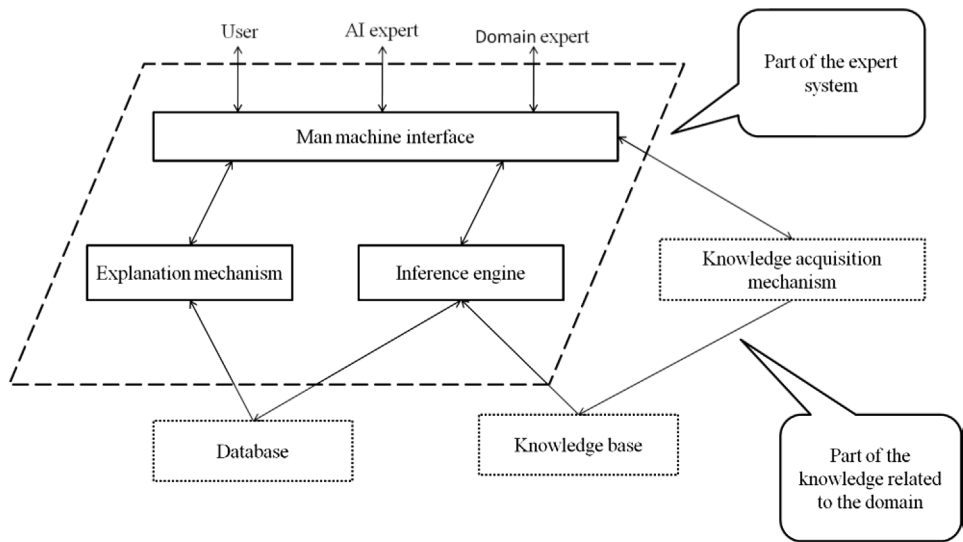 User
AI expert
Domain expert
Part of the expert
system
Man machine interface
Explanation mechanism
Inference engine
Knowledge acquisition
mechanism
Database
Knowledge base
Part of the
knowledge related
to the domain